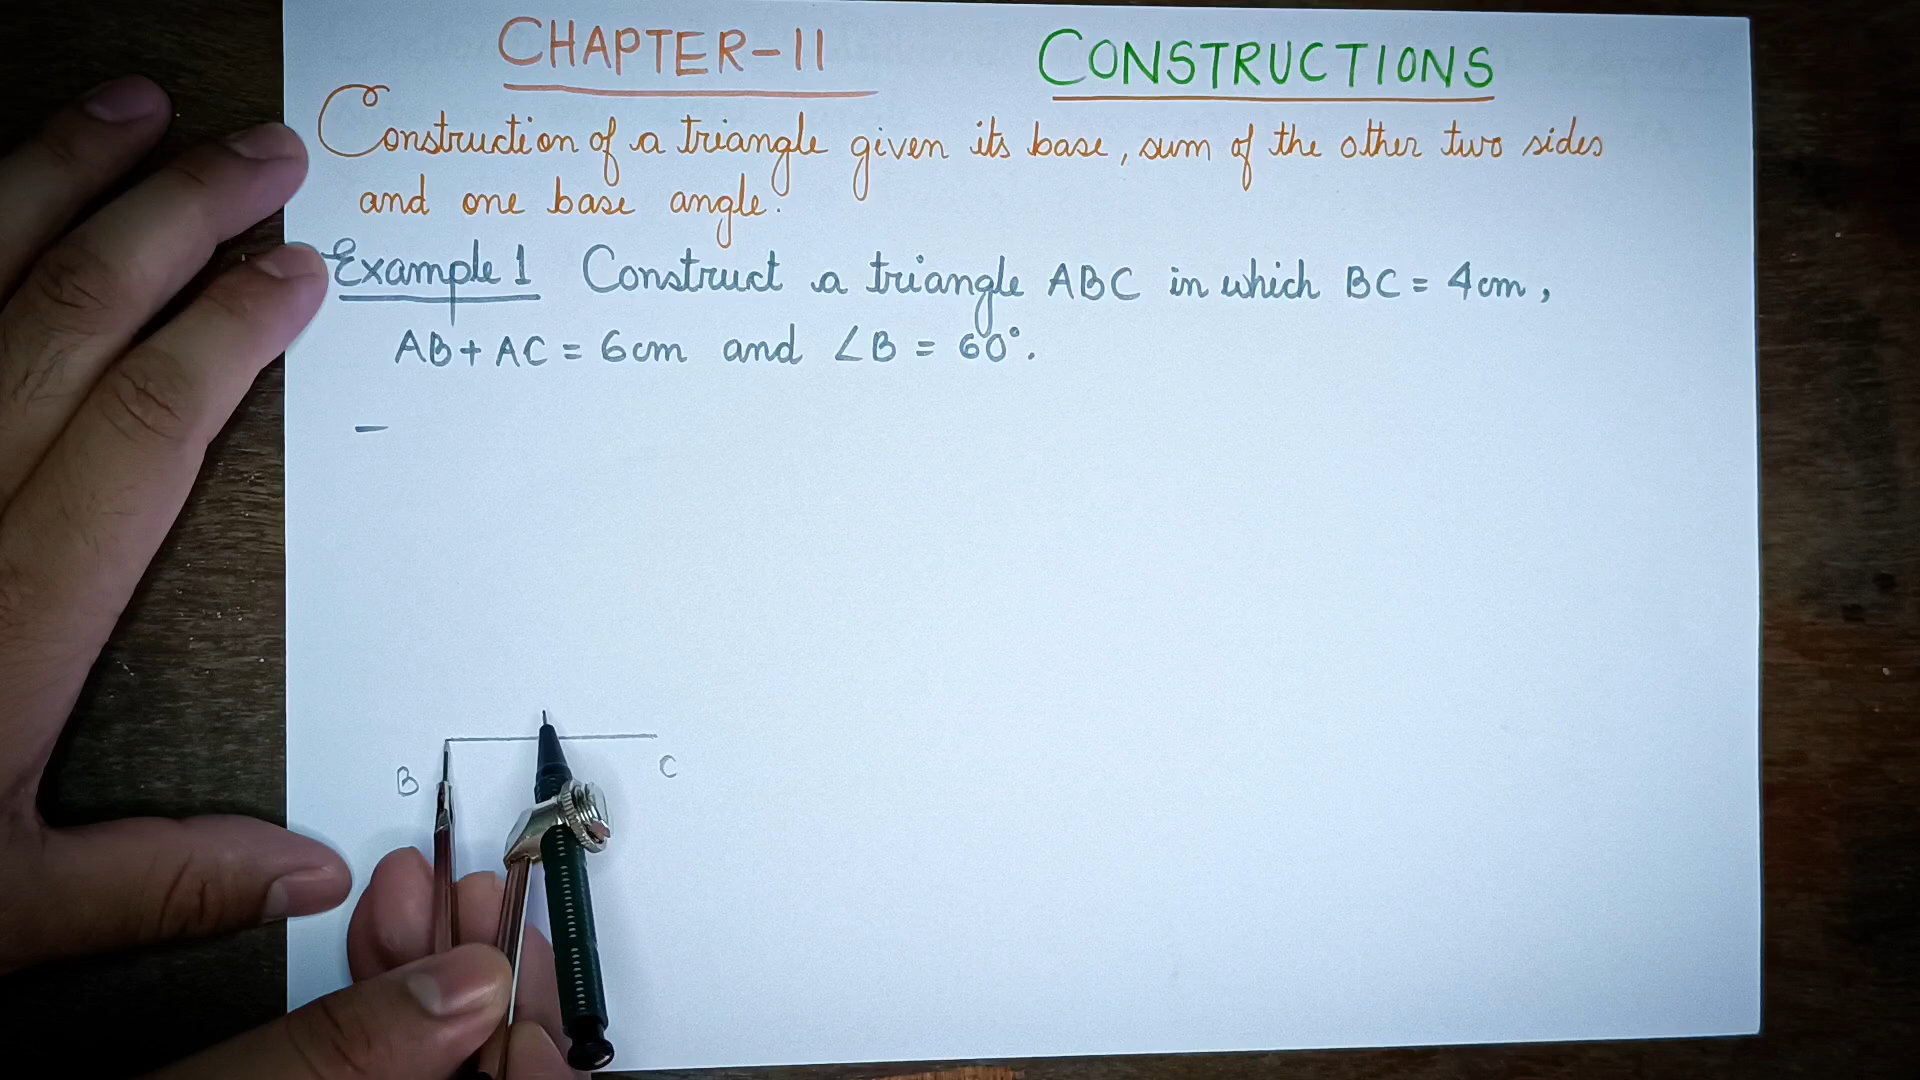 CHAPTER-11 CONSTRUCTIONS
Construction of a triangle given its base, sum of the other two sides
and one base angle.
Example 1 Construct a triangle ABC in which BC = 4cm,
AB + AC = 6cm and ∠B = 60°.
B C